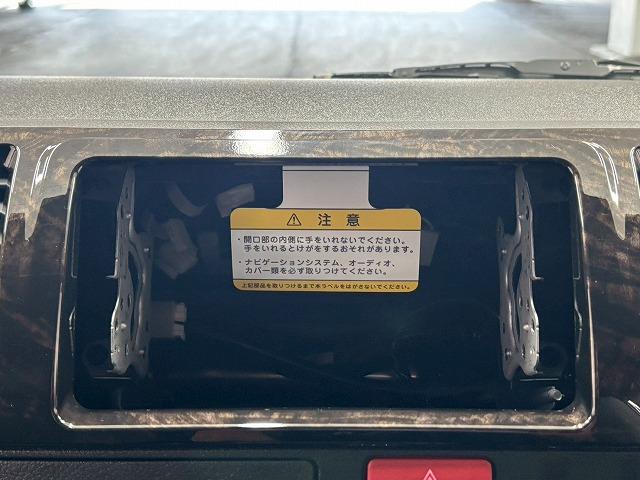 ⚠ 注意
・開口部の内側に手をいれないでください。
手をいれるとけがをするおそれがあります。
・ナビゲーションシステム、オーディオ、
カバー類を必ず取りつけてください。
上記部品を取りつけるまで本ラベルをはがさないでください。